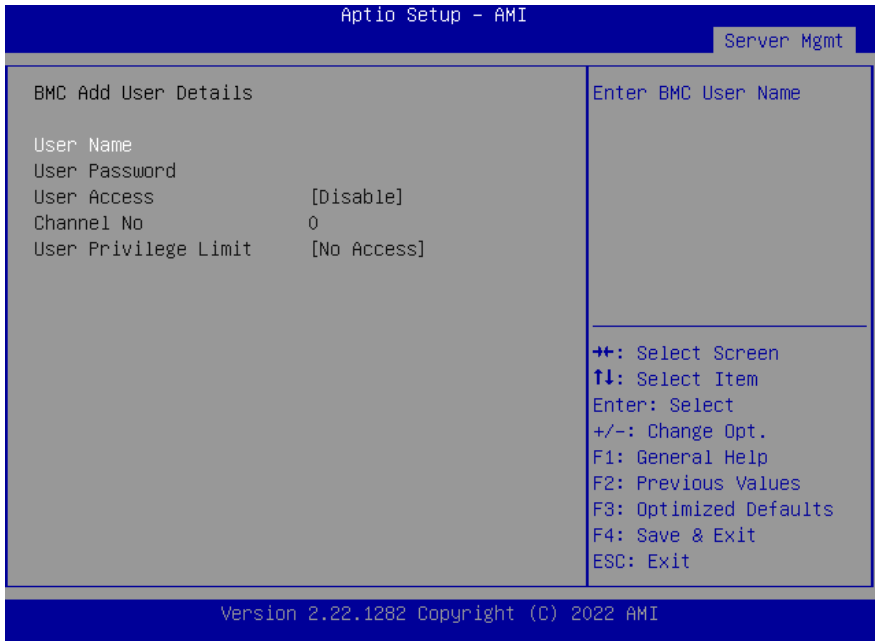 Aptio Setup – AMI
Server Mgmt
BMC Add User Details
User Name
User Password
User Access [Disable]
Channel No 0
User Privilege Limit [No Access]
Enter BMC User Name
→←: Select Screen
↑↓: Select Item
Enter: Select
+/-: Change Opt.
F1: General Help
F2: Previous Values
F3: Optimized Defaults
F4: Save & Exit
ESC: Exit
Version 2.22.1282 Copyright (C) 2022 AMI